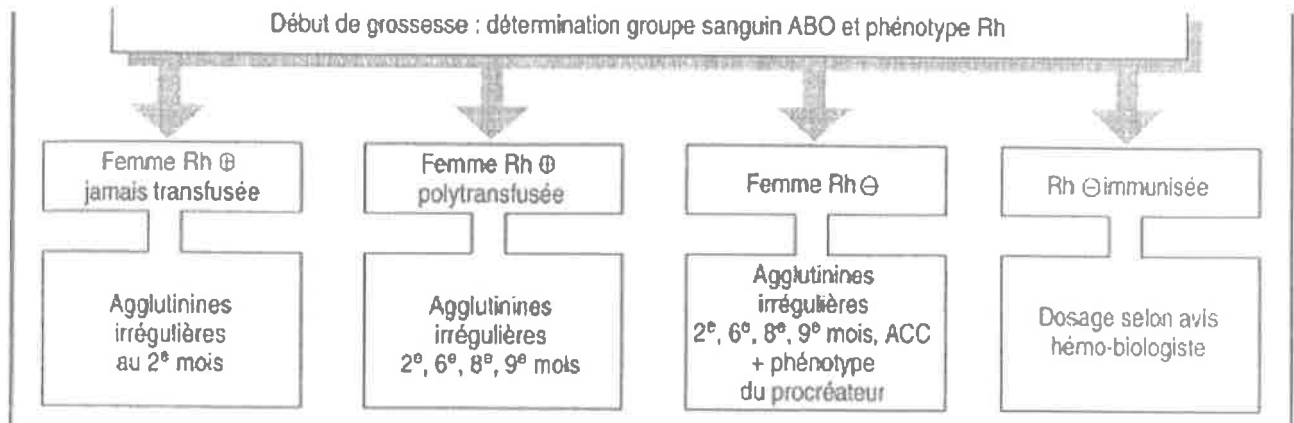 Début de grossesse : détermination groupe sanguin ABO et phénotype Rh
Femme Rh ⊕
jamais transfusée
Femme Rh ⊕
polytransfusée
Femme Rh ⊖
Rh ⊖ immunisée
Agglutinines
irrégulières
au 2ᵉ mois
Agglutinines
irrégulières
2ᵉ, 6ᵉ, 8ᵉ, 9ᵉ mois
Agglutinines
irrégulières
2ᵉ, 6ᵉ, 8ᵉ, 9ᵉ mois, ACC
+ phénotype
du procréateur
Dosage selon avis
hémo-biologiste